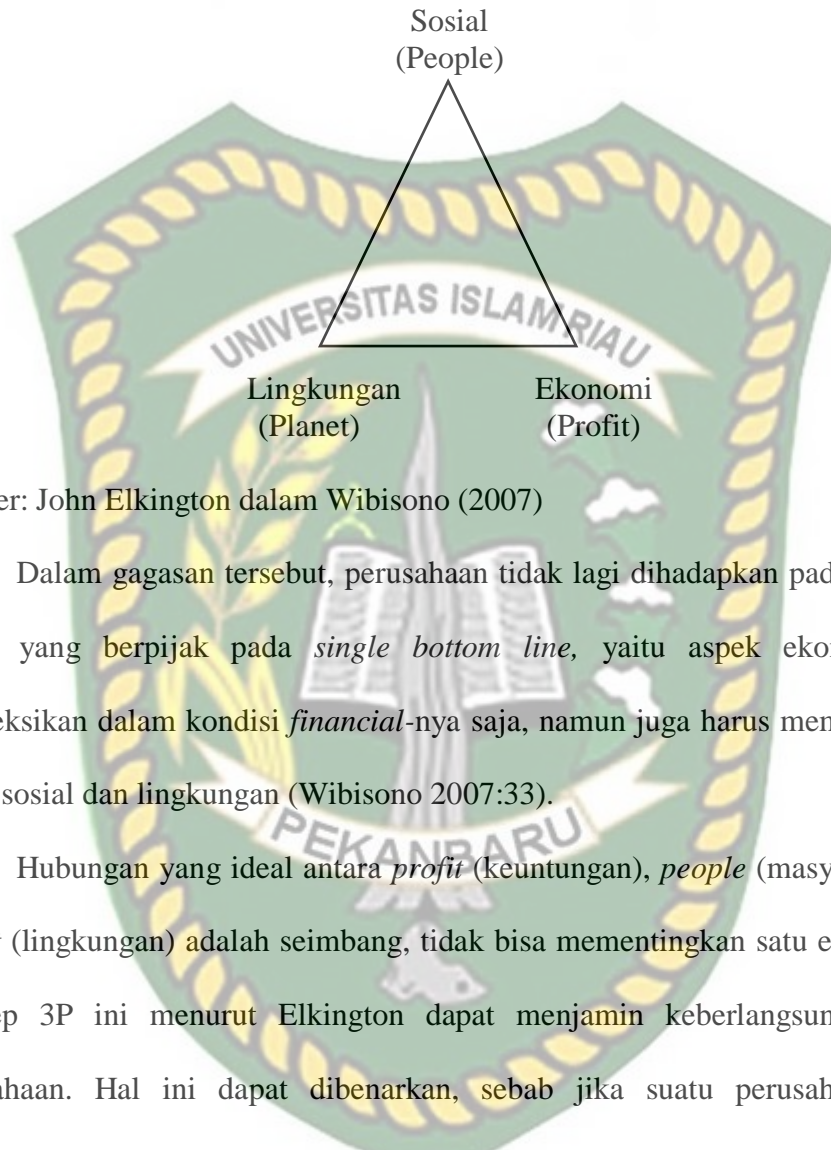 Sosial
(People)
UNIVERSITAS ISLAM RIAU
Lingkungan Ekonomi
(Planet) (Profit)
er: John Elkington dalam Wibisono (2007)
Dalam gagasan tersebut, perusahaan tidak lagi dihadapkan pad
yang berpijak pada single bottom line, yaitu aspek eko
eksikan dalam kondisi financial-nya saja, namun juga harus men
sosial dan lingkungan (Wibisono 2007:33).
PEKANBARU
Hubungan yang ideal antara profit (keuntungan), people (masy
(lingkungan) adalah seimbang, tidak bisa mementingkan satu e
ep 3P ini menurut Elkington dapat menjamin keberlangsun
ahaan. Hal ini dapat dibenarkan, sebab jika suatu perusah